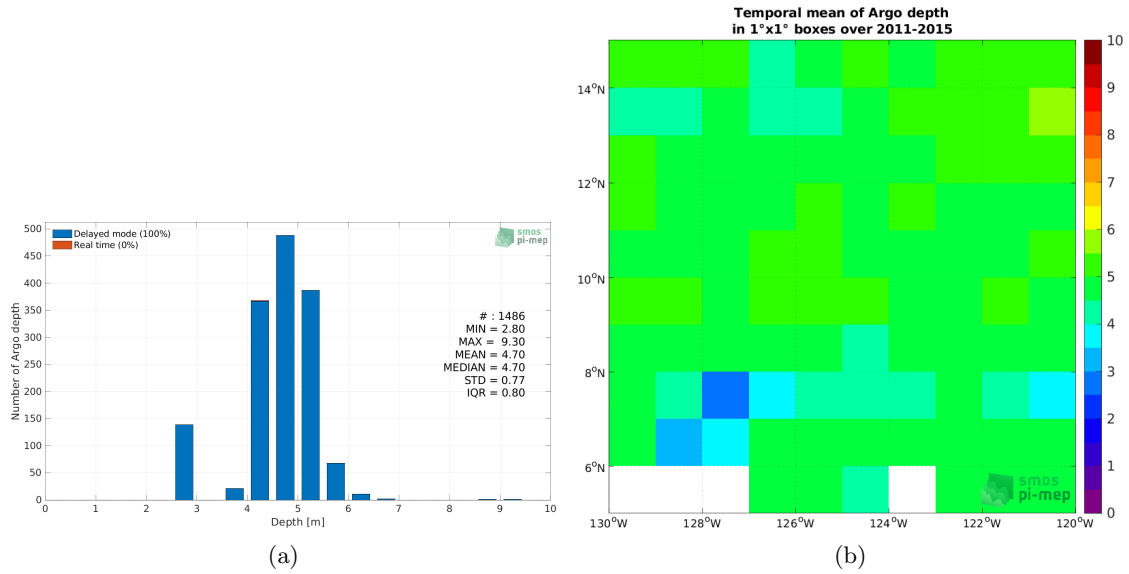 Delayed mode (100%)
Real time (0%)
smos
pi-mep
# : 1486
MIN = 2.80
MAX = 9.30
MEAN = 4.70
MEDIAN = 4.70
STD = 0.77
IQR = 0.80
Number of Argo depth
500
450
400
350
300
250
200
150
100
50
0
0 1 2 3 4 5 6 7 8 9 10
Depth [m]
(a)
Temporal mean of Argo depth
in 1°x1° boxes over 2011-2015
14°N
12°N
10°N
8°N
6°N
130°W 128°W 126°W 124°W 122°W 120°W
smos
pi-mep
10
9
8
7
6
5
4
3
2
1
0
(b)